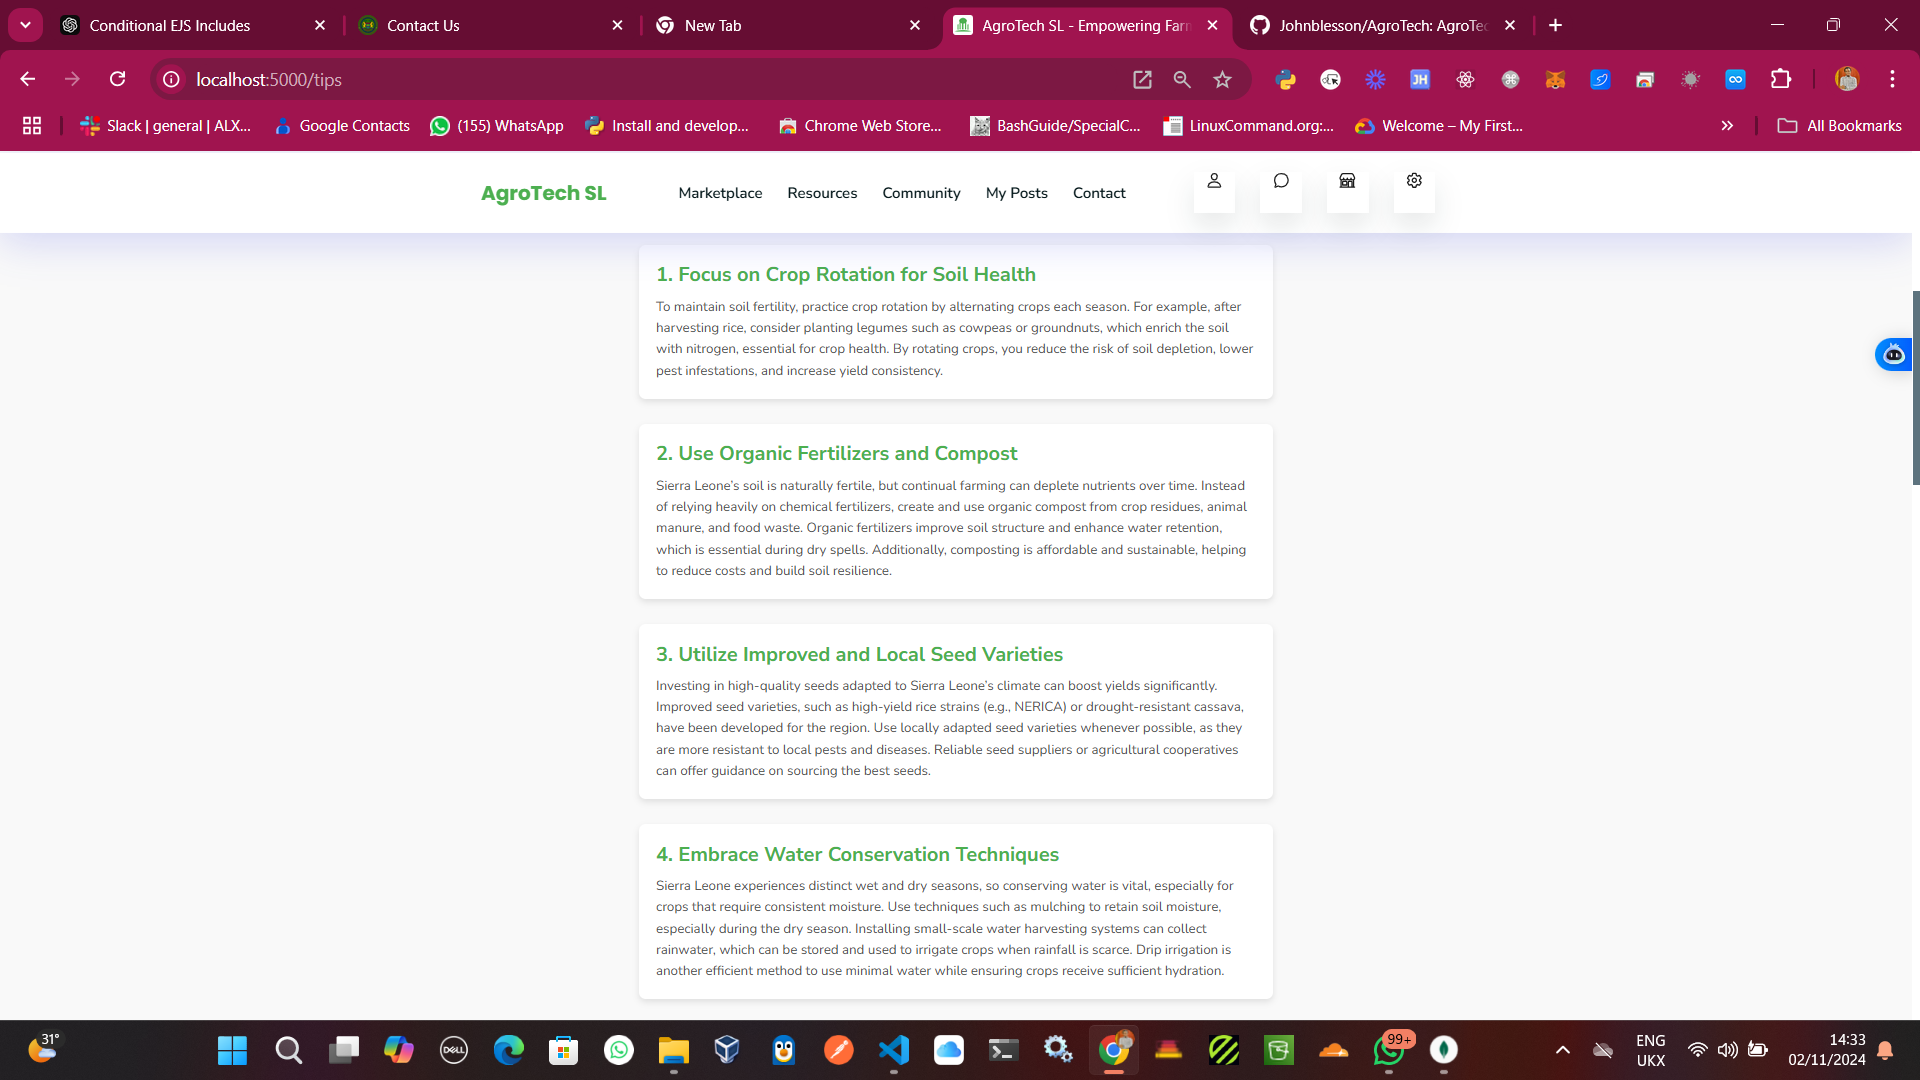 Conditional EJS Includes
Contact Us
New Tab
AgroTech SL - Empowering Farm
Johnblesson/AgroTech: AgroTec
localhost:5000/tips
Slack | general | ALX...
Google Contacts
(155) WhatsApp
Install and develop...
Chrome Web Store...
BashGuide/SpecialC...
LinuxCommand.org:...
Welcome – My First...
All Bookmarks
AgroTech SL
Marketplace
Resources
Community
My Posts
Contact
1. Focus on Crop Rotation for Soil Health
To maintain soil fertility, practice crop rotation by alternating crops each season. For example, after
harvesting rice, consider planting legumes such as cowpeas or groundnuts, which enrich the soil
with nitrogen, essential for crop health. By rotating crops, you reduce the risk of soil depletion, lower
pest infestations, and increase yield consistency.
2. Use Organic Fertilizers and Compost
Sierra Leone’s soil is naturally fertile, but continual farming can deplete nutrients over time. Instead
of relying heavily on chemical fertilizers, create and use organic compost from crop residues, animal
manure, and food waste. Organic fertilizers improve soil structure and enhance water retention,
which is essential during dry spells. Additionally, composting is affordable and sustainable, helping
to reduce costs and build soil resilience.
3. Utilize Improved and Local Seed Varieties
Investing in high-quality seeds adapted to Sierra Leone’s climate can boost yields significantly.
Improved seed varieties, such as high-yield rice strains (e.g., NERICA) or drought-resistant cassava,
have been developed for the region. Use locally adapted seed varieties whenever possible, as they
are more resistant to local pests and diseases. Reliable seed suppliers or agricultural cooperatives
can offer guidance on sourcing the best seeds.
4. Embrace Water Conservation Techniques
Sierra Leone experiences distinct wet and dry seasons, so conserving water is vital, especially for
crops that require consistent moisture. Use techniques such as mulching to retain soil moisture,
especially during the dry season. Installing small-scale water harvesting systems can collect
rainwater, which can be stored and used to irrigate crops when rainfall is scarce. Drip irrigation is
another efficient method to use minimal water while ensuring crops receive sufficient hydration.
JH
31°
DELL
99+
ENG
UKX
14:33
02/11/2024